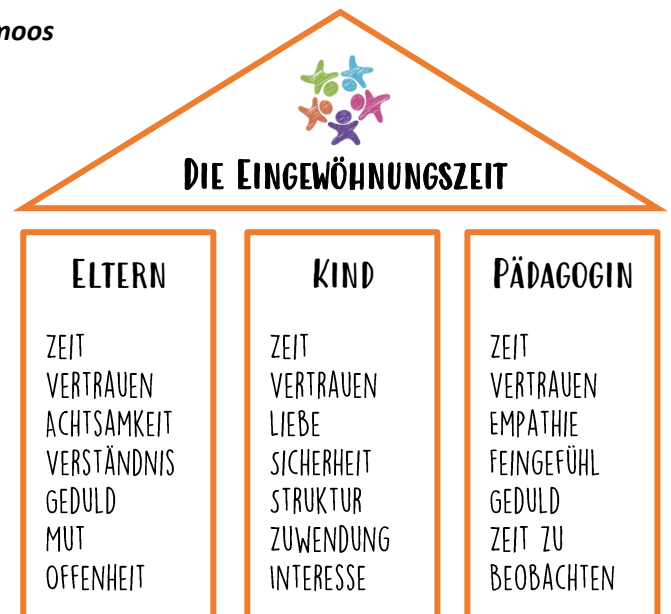 moos
DIE EINGEWÖHNUNGSZEIT
ELTERN
ZEIT
VERTRAUEN
ACHTSAMKEIT
VERSTÄNDNIS
GEDULD
MUT
OFFENHEIT
KIND
ZEIT
VERTRAUEN
LIEBE
SICHERHEIT
STRUKTUR
ZUWENDUNG
INTERESSE
PÄDAGOGIN
ZEIT
VERTRAUEN
EMPATHIE
FEINGEFÜHL
GEDULD
ZEIT ZU
BEOBACHTEN